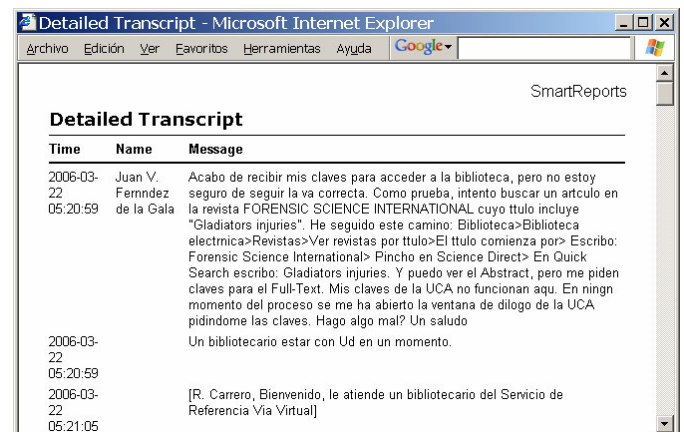 Detailed Transcript - Microsoft Internet Explorer
Archivo Edición Ver Favoritos Herramientas Ayuda Google
SmartReports
Detailed Transcript
Time Name Message
2006-03- Juan V. Acabo de recibir mis claves para acceder a la biblioteca, pero no estoy
22 Fernndez seguro de seguir la va correcta. Como prueba, intento buscar un artculo en
05:20:59 de la Gala la revista FORENSIC SCIENCE INTERNATIONAL cuyo ttulo incluye
"Gladiators injuries". He seguido este camino: Biblioteca>Biblioteca
electrnica>Revistas>Ver revistas por ttulo>El ttulo comienza por> Escribo:
Forensic Science International> Pincho en Science Direct> En Quick
Search escribo: Gladiators injuries. Y puedo ver el Abstract, pero me piden
claves para el Full-Text. Mis claves de la UCA no funcionan aqu. En ningn
momento del proceso se me ha abierto la ventana de dilogo de la UCA
pidindome las claves. Hago algo mal? Un saludo
2006-03- Un bibliotecario estar con Ud en un momento.
22
05:20:59
2006-03- [R. Carrero, Bienvenido, le atiende un bibliotecario del Servicio de
22 Referencia Via Virtual]
05:21:05